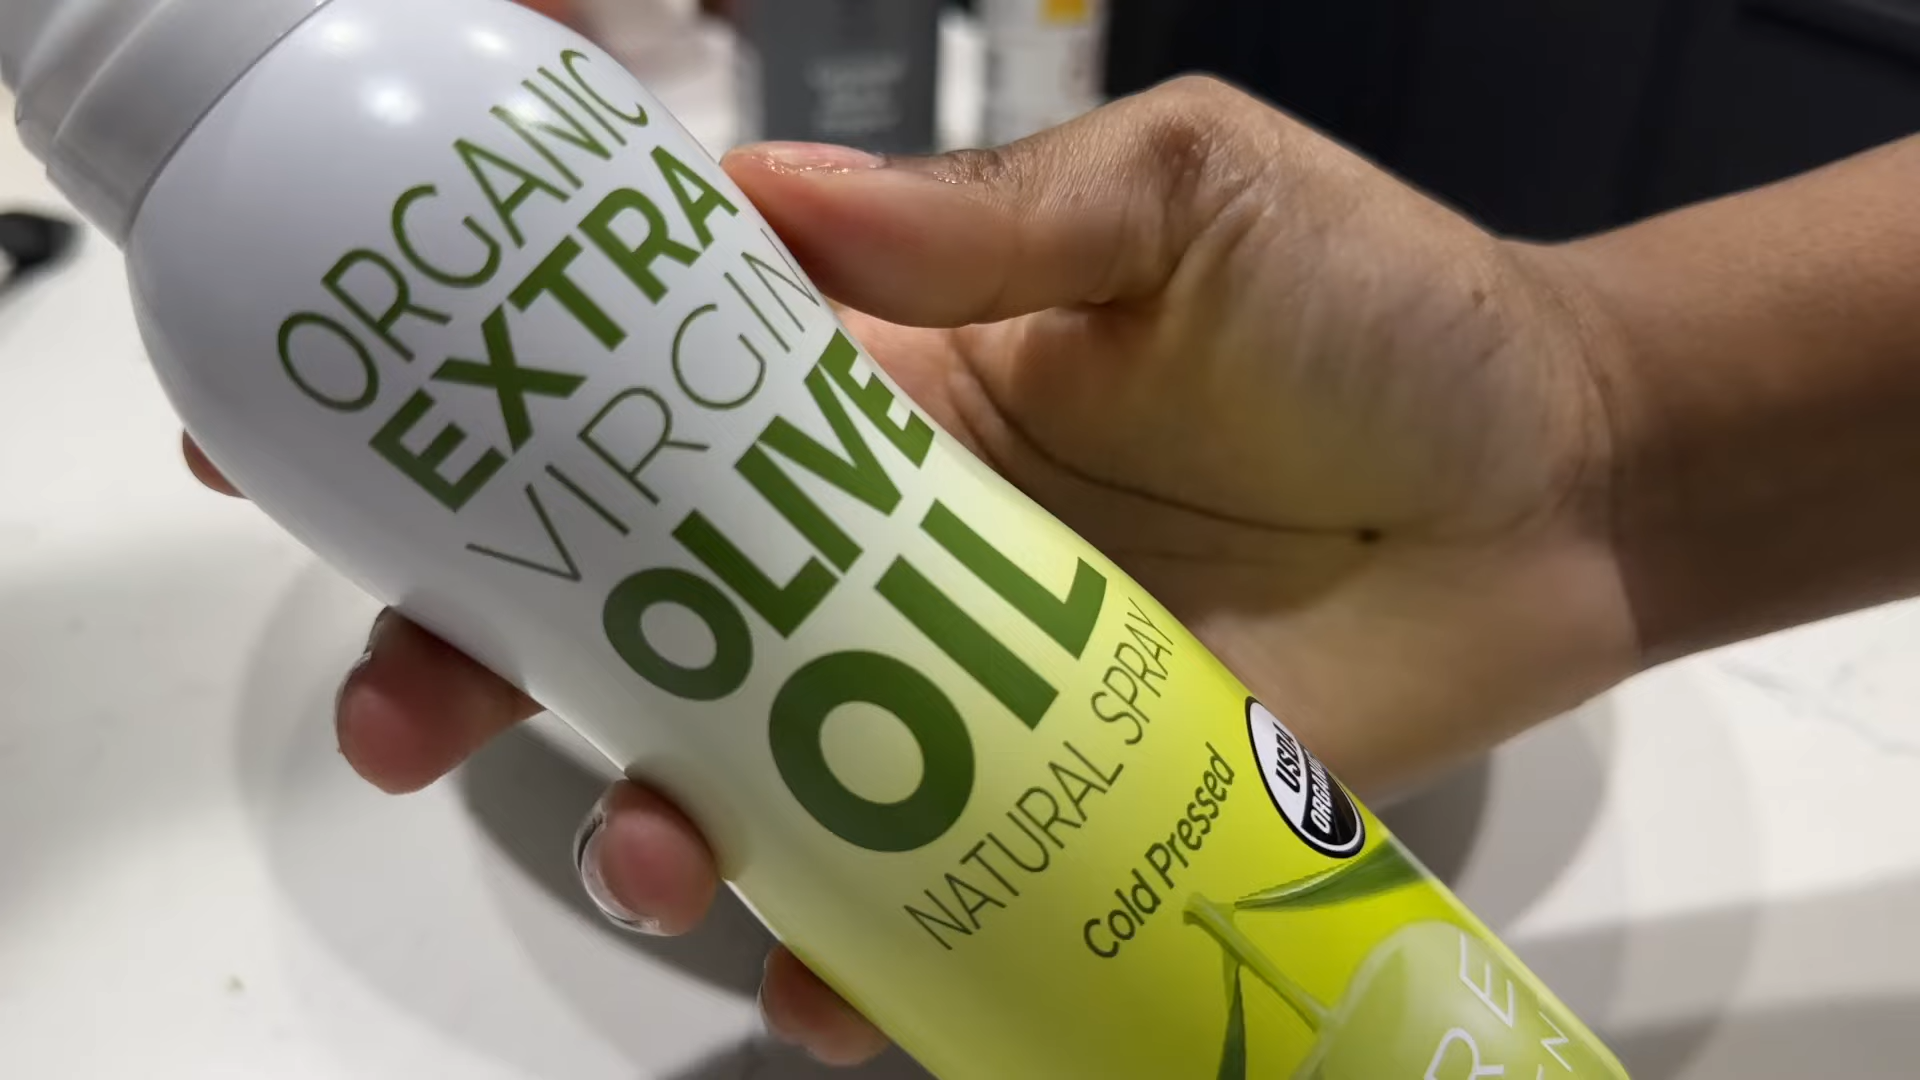 ORGANIC
EXTRA
VIRGIN
OLIVE
OIL
NATURAL SPRAY
Cold Pressed
USDA
ORGANIC